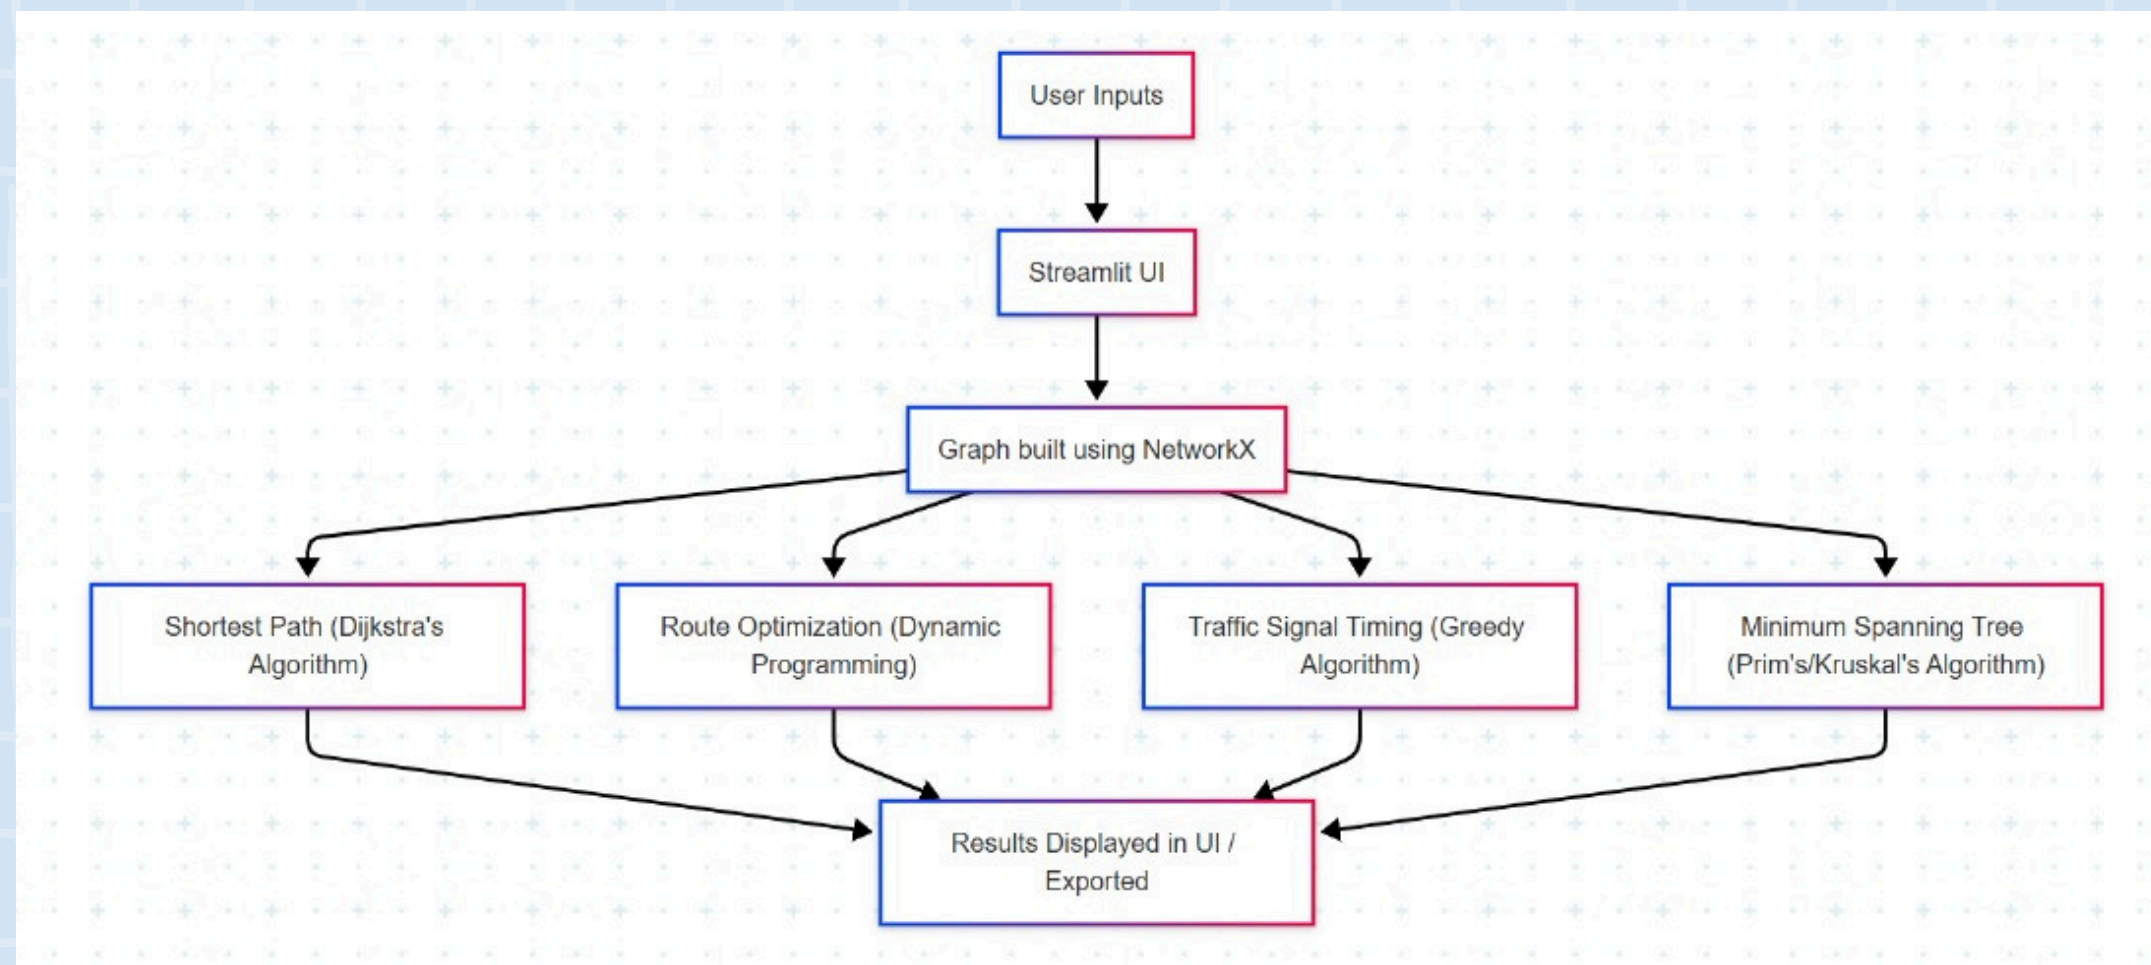 User Inputs
Streamlit UI
Graph built using NetworkX
Shortest Path (Dijkstra's
Algorithm)
Route Optimization (Dynamic
Programming)
Traffic Signal Timing (Greedy
Algorithm)
Minimum Spanning Tree
(Prim's/Kruskal's Algorithm)
Results Displayed in UI /
Exported